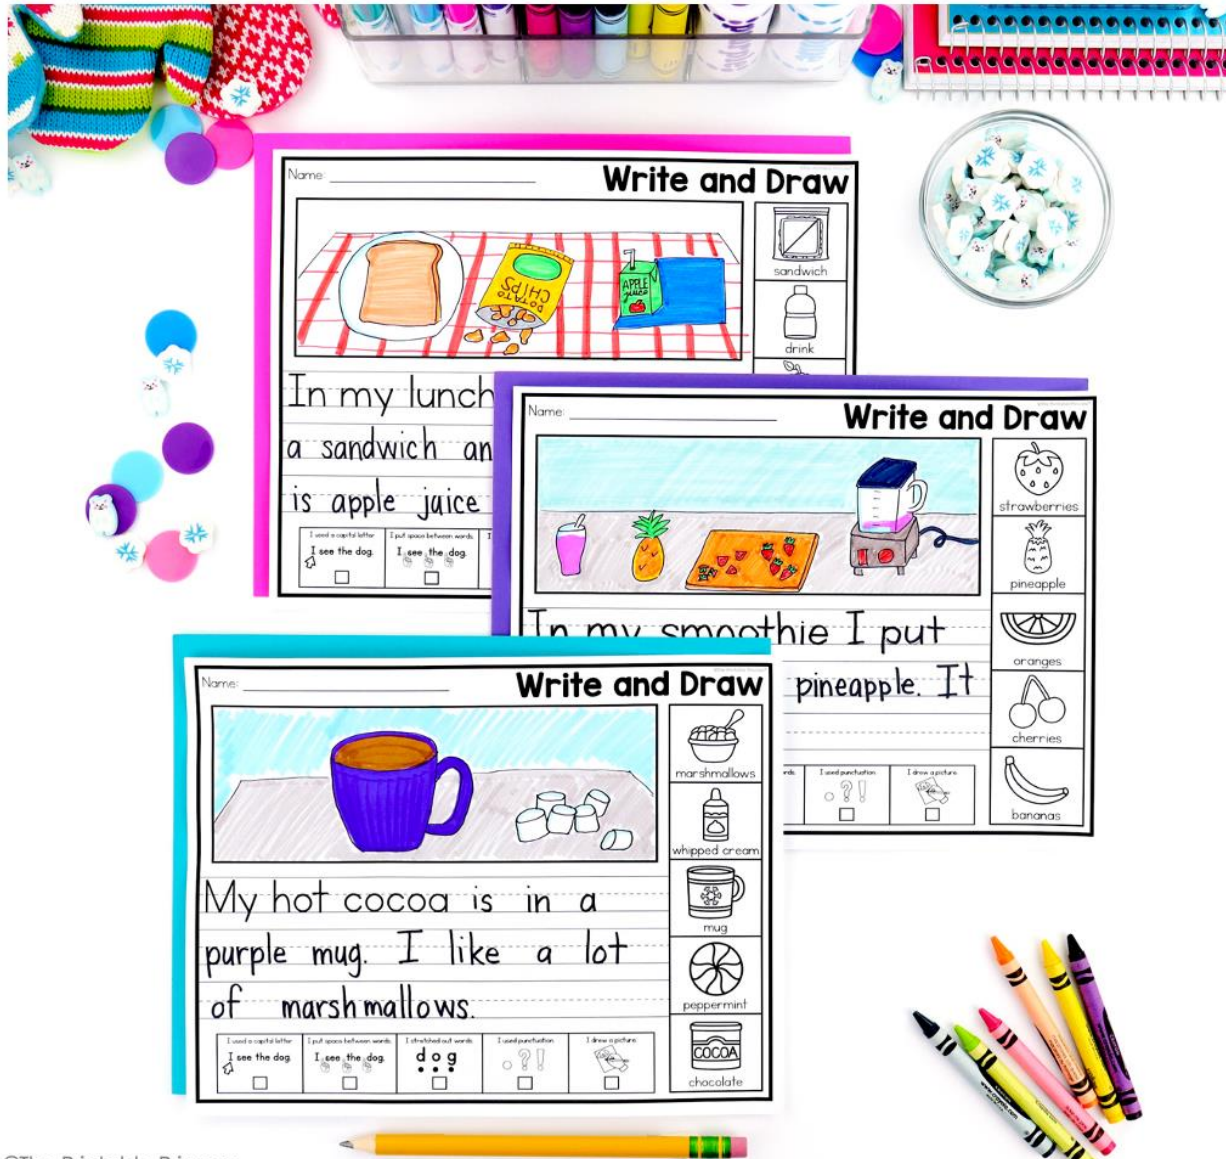 Name:
Write and Draw
POTATO CHIPS
APPLE juice
sandwich
drink
In my lunch
a sandwich an
is apple juice
I used a capital letter
I see the dog.
I put space between words
I see the dog.
Name:
Write and Draw
strawberries
pineapple
oranges
cherries
bananas
In my smoothie I put
pineapple. It
I used punctuation
. ? !
I drew a picture
Name:
Write and Draw
marshmallows
whipped cream
mug
peppermint
COCOA
chocolate
My hot cocoa is in a
purple mug. I like a lot
of marshmallows.
I used a capital letter
I see the dog.
I put space between words
I see the dog.
I stretched out words
dog
I used punctuation
. ? !
I drew a picture